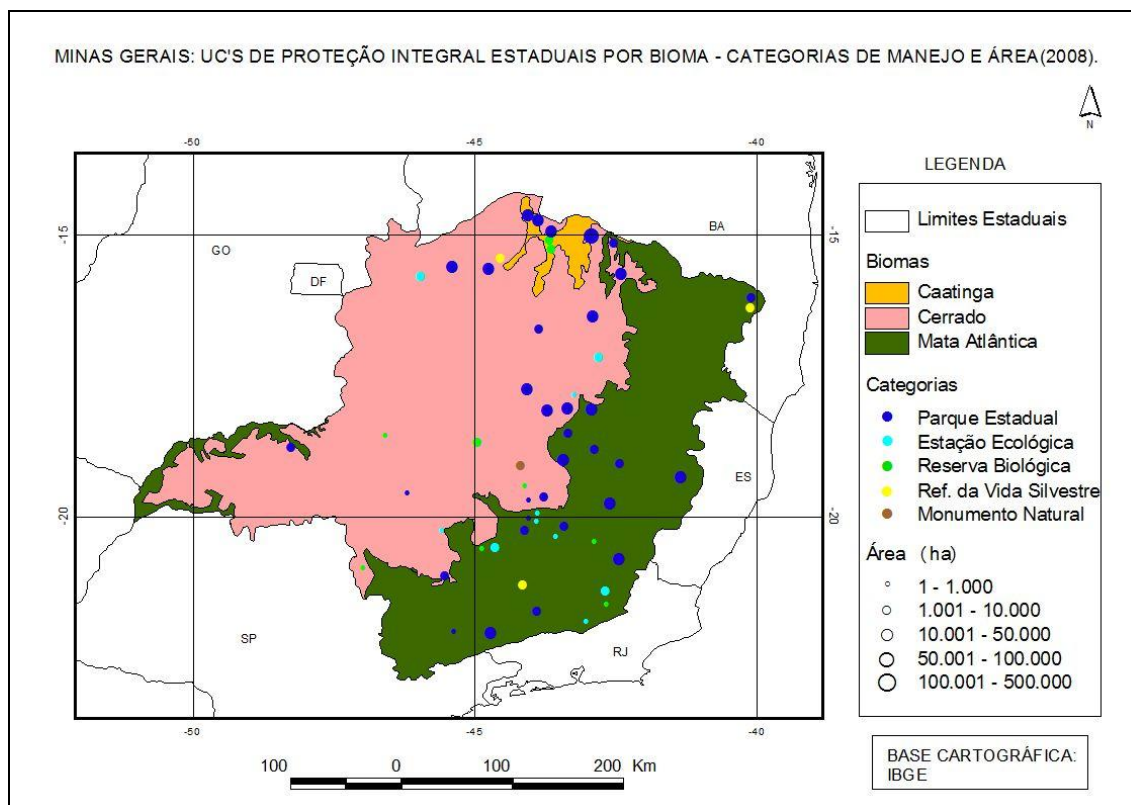 MINAS GERAIS: UC'S DE PROTEÇÃO INTEGRAL ESTADUAIS POR BIOMA - CATEGORIAS DE MANEJO E ÁREA(2008).
N
-50 -45 -40
-15 -15
-20 -20
-50 -45 -40
GO
DF
BA
ES
SP
RJ
LEGENDA
Limites Estaduais
Biomas
Caatinga
Cerrado
Mata Atlântica
Categorias
Parque Estadual
Estação Ecológica
Reserva Biológica
Ref. da Vida Silvestre
Monumento Natural
Área (ha)
1 - 1.000
1.001 - 10.000
10.001 - 50.000
50.001 - 100.000
100.001 - 500.000
BASE CARTOGRÁFICA:
IBGE
100 0 100 200 Km